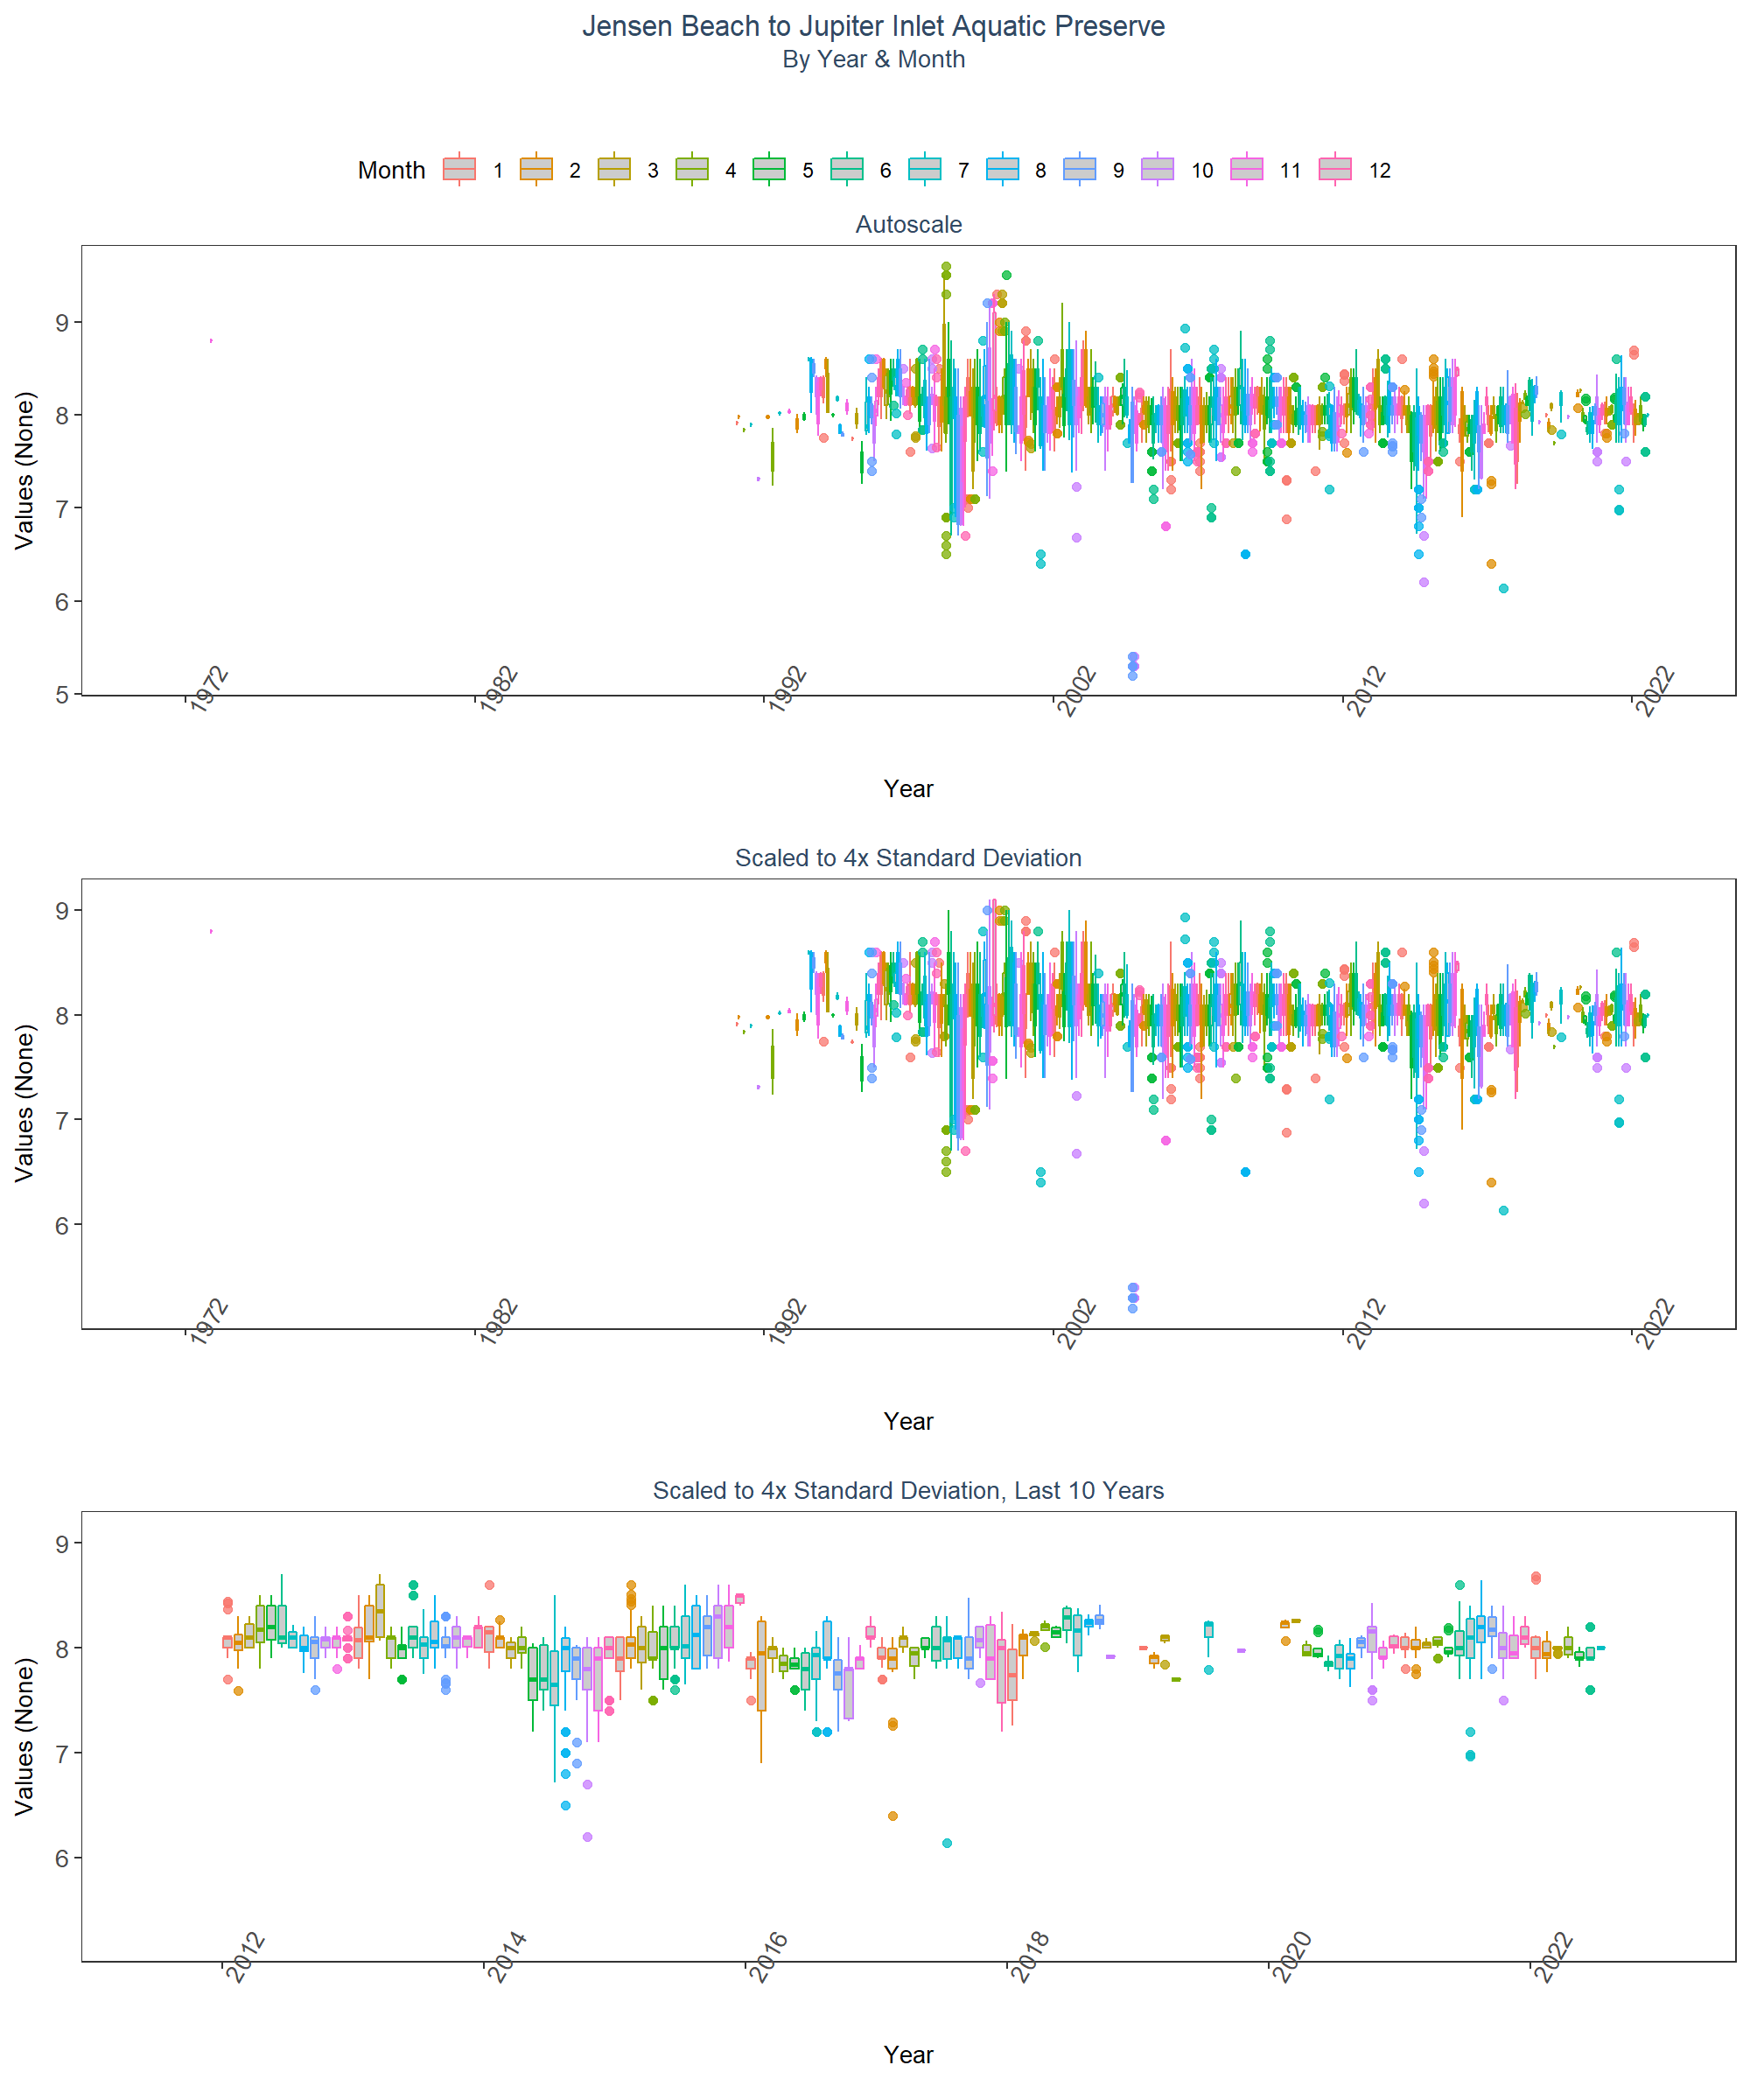 Jensen Beach to Jupiter Inlet Aquatic Preserve
By Year & Month
Month 1 2 3 4 5 6 7 8 9 10 11 12
Autoscale
Values (None)
9
8
7
6
5
1972 1982 1992 2002 2012 2022
Year
Scaled to 4x Standard Deviation
Values (None)
9
8
7
6
1972 1982 1992 2002 2012 2022
Year
Scaled to 4x Standard Deviation, Last 10 Years
Values (None)
9
8
7
6
2012 2014 2016 2018 2020 2022
Year